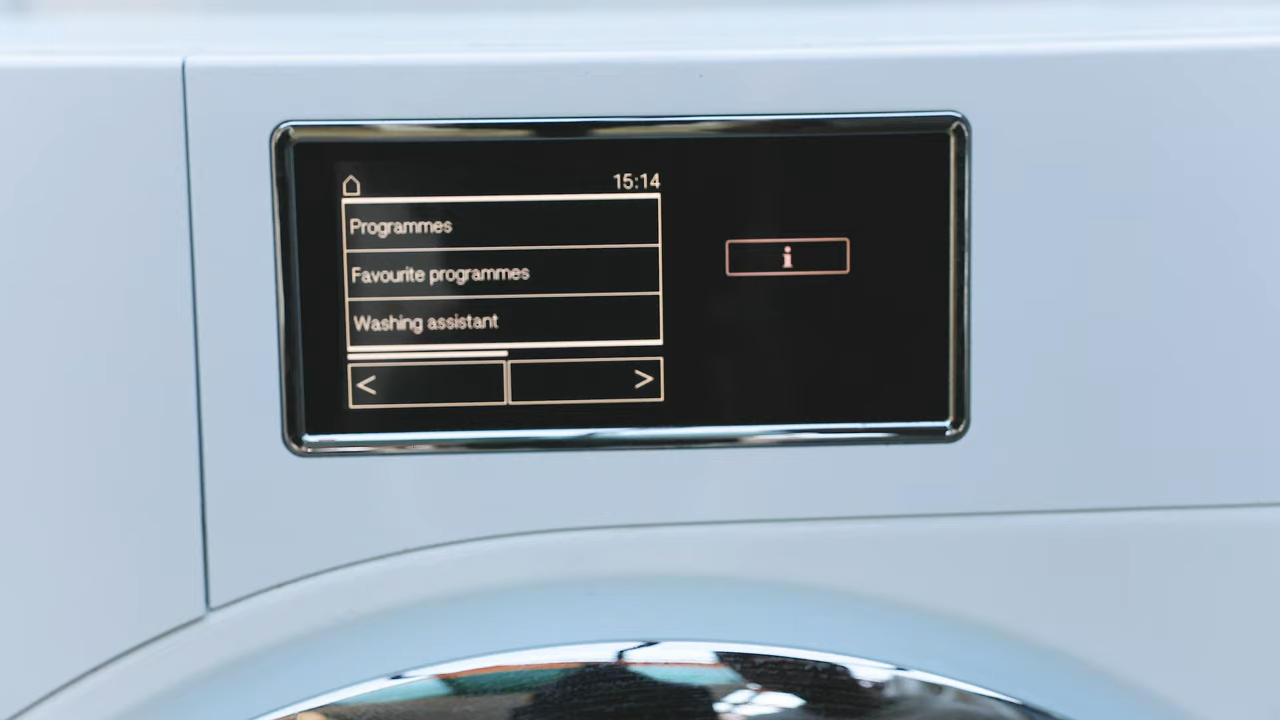 15:14
Programmes
Favourite programmes
Washing assistant
< >
i